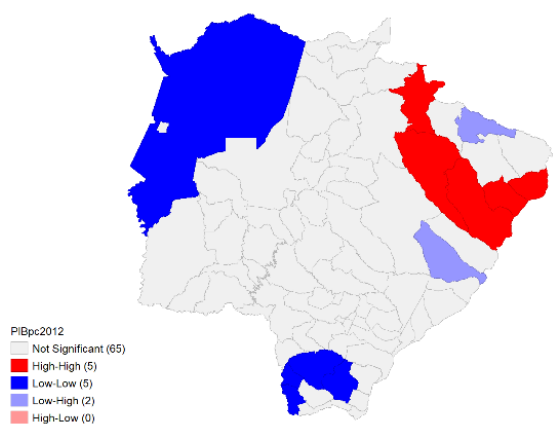 PIBpc2012
Not Significant (65)
High-High (5)
Low-Low (5)
Low-High (2)
High-Low (0)